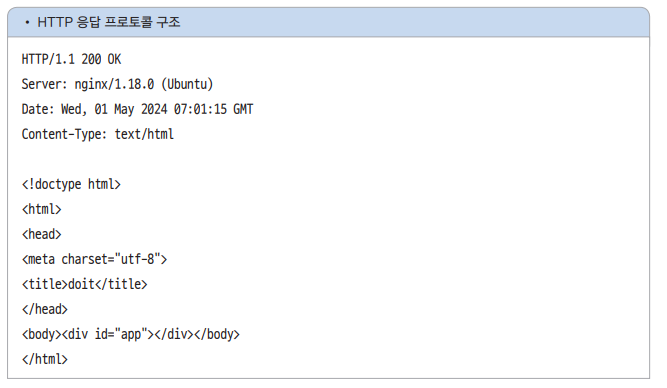 • HTTP 응답 프로토콜 구조
HTTP/1.1 200 OK
Server: nginx/1.18.0 (Ubuntu)
Date: Wed, 01 May 2024 07:01:15 GMT
Content-Type: text/html

<!doctype html>
<html>
<head>
<meta charset="utf-8">
<title>doit</title>
</head>
<body><div id="app"></div></body>
</html>